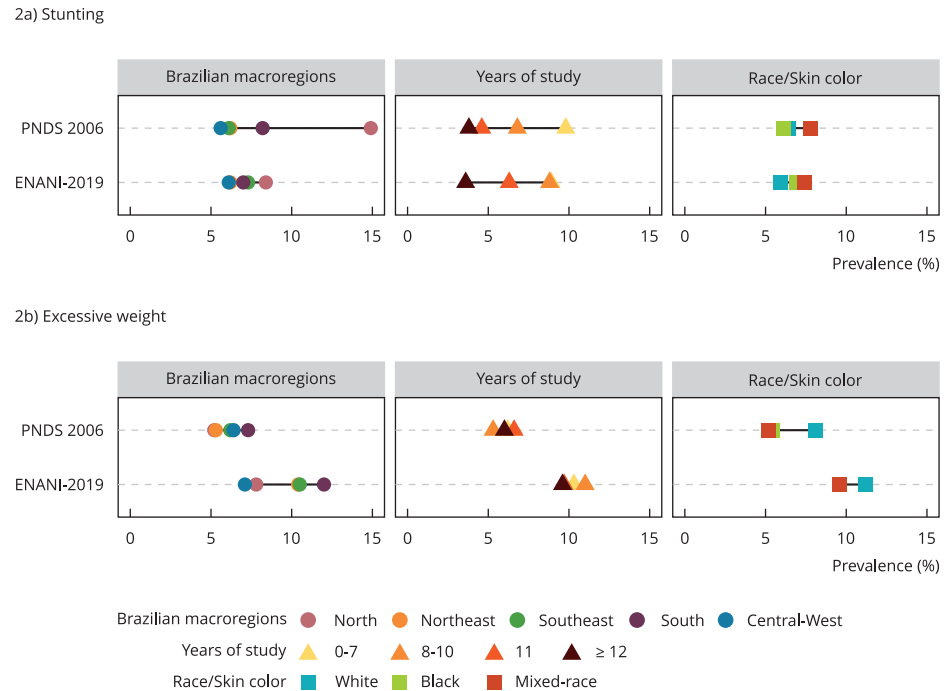 2a) Stunting
Brazilian macroregions Years of study Race/Skin color
PNDS 2006
ENANI-2019
0 5 10 15 0 5 10 15 0 5 10 15
Prevalence (%)
2b) Excessive weight
Brazilian macroregions Years of study Race/Skin color
PNDS 2006
ENANI-2019
0 5 10 15 0 5 10 15 0 5 10 15
Prevalence (%)
Brazilian macroregions North Northeast Southeast South Central-West
Years of study 0-7 8-10 11 ≥ 12
Race/Skin color White Black Mixed-race